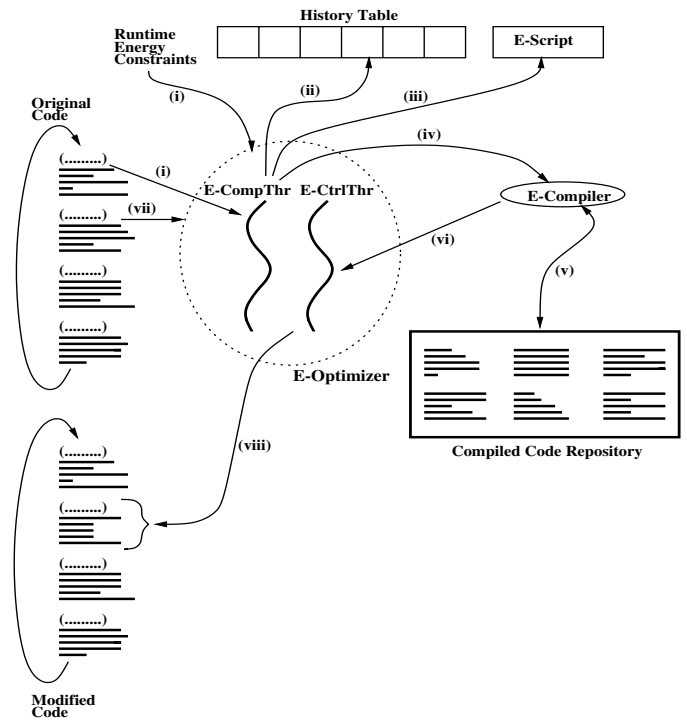 History Table
Runtime
Energy
Constraints
E-Script
(i)
(ii)
(iii)
Original
Code
(iv)
(.........)
(i)
E-CompThr E-CtrlThr
E-Compiler
(.........)
(vii)
(vi)
(v)
(.........)
(.........)
E-Optimizer
(viii)
Compiled Code Repository
(.........)
(.........)
(.........)
(.........)
Modified
Code